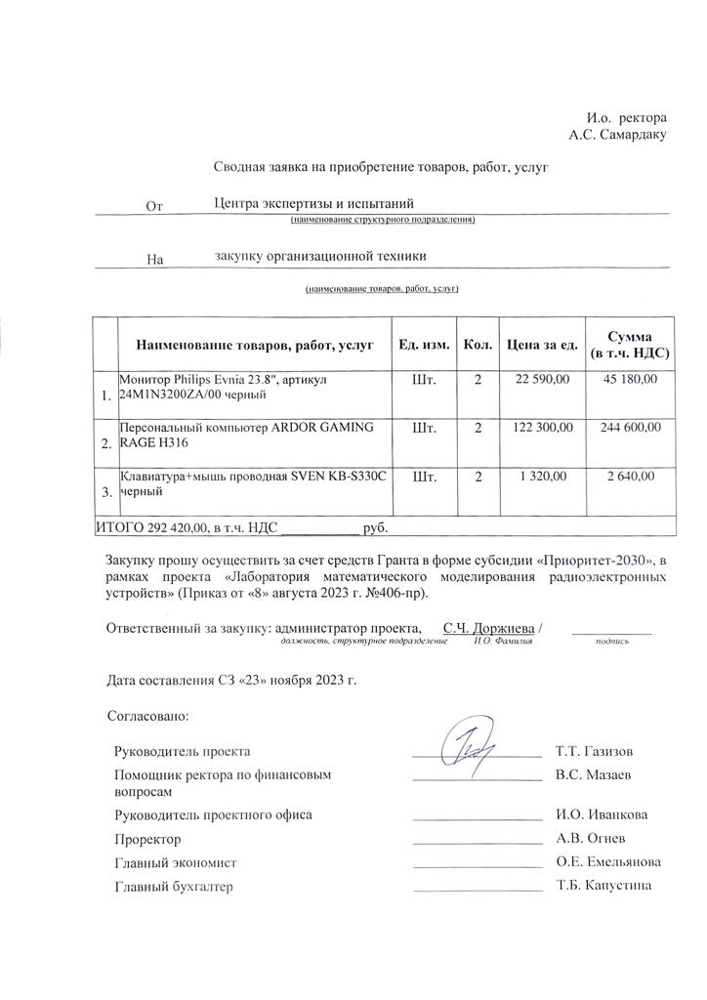 И.о. ректора
А.С. Самардаку
Сводная заявка на приобретение товаров, работ, услуг
От Центра экспертизы и испытаний
(наименование структурного подразделения)
На закупку организационной техники
(наименование товаров, работ, услуг)
Наименование товаров, работ, услуг Ед. изм. Кол. Цена за ед. Сумма
(в т.ч. НДС)
1. Монитор Philips Evnia 23.8", артикул Шт. 2 22 590,00 45 180,00
24M1N3200ZA/00 черный
2. Персональный компьютер ARDOR GAMING Шт. 2 122 300,00 244 600,00
RAGE H316
3. Клавиатура+мышь проводная SVEN KB-S330C Шт. 2 1 320,00 2 640,00
черный
ИТОГО 292 420,00, в т.ч. НДС ___________ руб.
Закупку прошу осуществить за счет средств Гранта в форме субсидии «Приоритет-2030», в
рамках проекта «Лаборатория математического моделирования радиоэлектронных
устройств» (Приказ от «8» августа 2023 г. №406-пр).
Ответственный за закупку: администратор проекта, С.Ч. Доржиева / ___________
должность, структурное подразделение И.О. Фамилия подпись
Дата составления СЗ «23» ноября 2023 г.
Согласовано:
Руководитель проекта Т.Т. Газизов
Помощник ректора по финансовым В.С. Мазаев
вопросам
Руководитель проектного офиса И.О. Иванкова
Проректор А.В. Огнев
Главный экономист О.Е. Емельянова
Главный бухгалтер Т.Б. Капустина